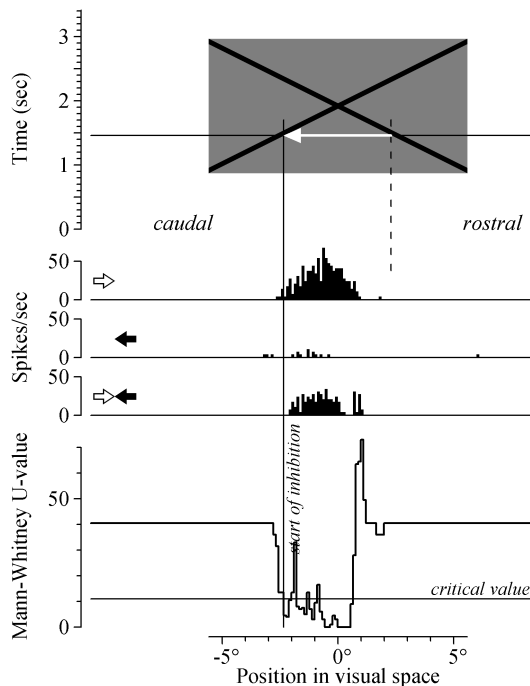 Time (sec)
3
2
1
0
caudal
rostral
Spikes/sec
50
0
50
0
50
0
Mann-Whitney U-value
50
0
start of inhibition
critical value
-5° 0° 5°
Position in visual space